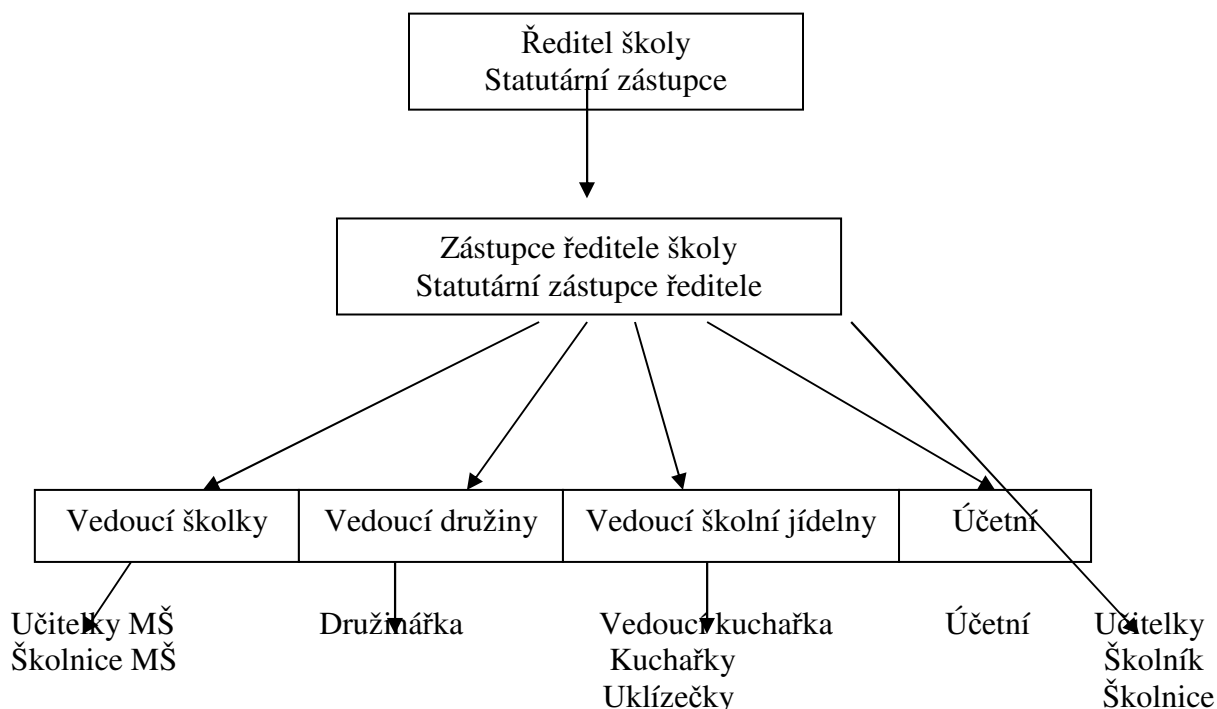 Ředitel školy
Statutární zástupce
Zástupce ředitele školy
Statutární zástupce ředitele
Vedoucí školky Vedoucí družiny Vedoucí školní jídelny Účetní
Učitelky MŠ Družinářka Vedoucí kuchařka Účetní Učitelky
Školnice MŠ Kuchařky Školník
Uklízečky Školnice